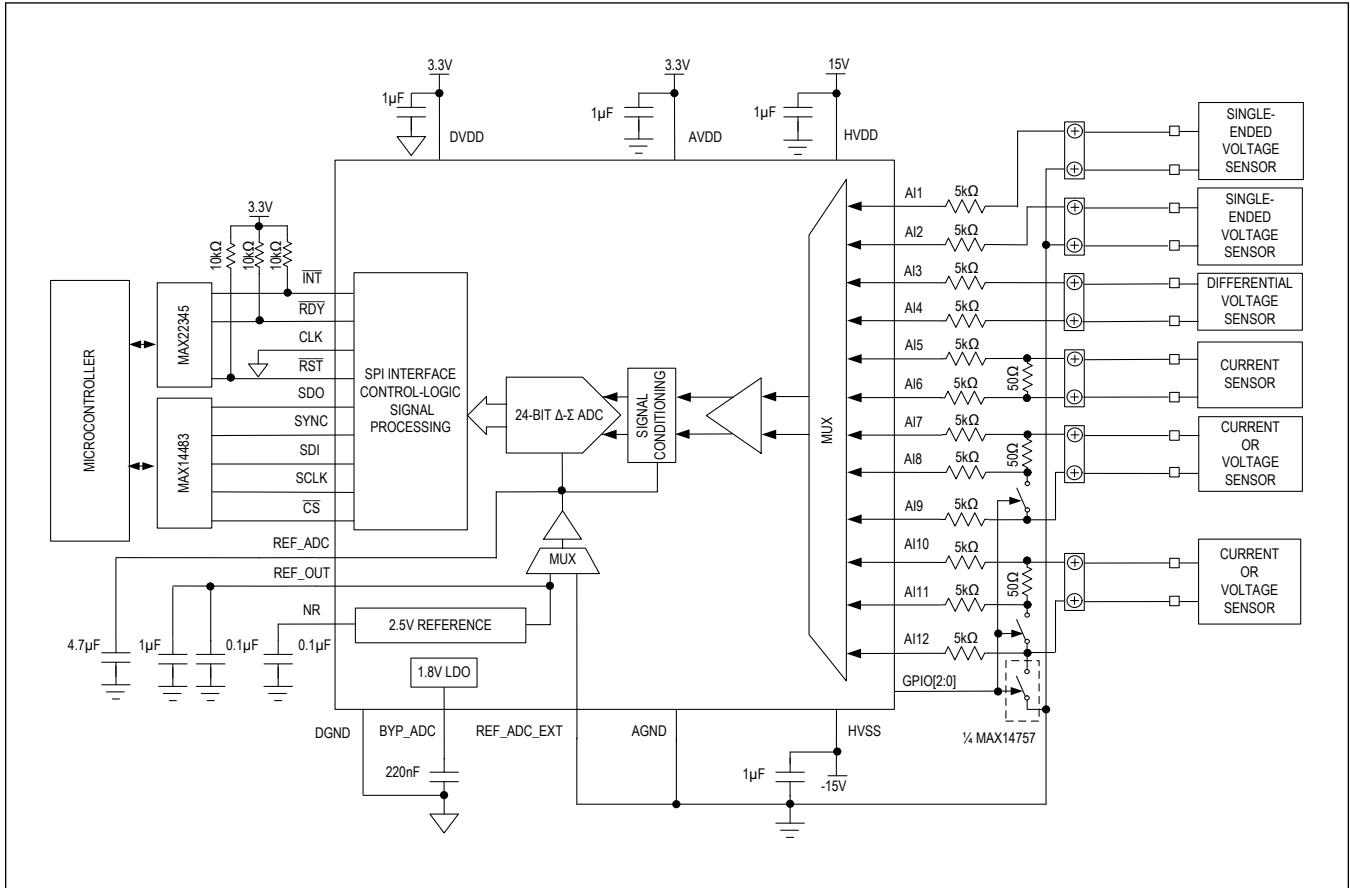 3.3V
3.3V
15V
1µF
1µF
1µF
DVDD
AVDD
HVDD
SINGLE-
ENDED
VOLTAGE
SENSOR
AI1
5kΩ
SINGLE-
ENDED
VOLTAGE
SENSOR
AI2
5kΩ
3.3V
10kΩ
10kΩ
10kΩ
AI3
5kΩ
DIFFERENTIAL
VOLTAGE
SENSOR
AI4
5kΩ
MICROCONTROLLER
MAX22345
INT
RDY
CLK
RST
MAX14483
SDO
SYNC
SDI
SCLK
CS
SPI INTERFACE
CONTROL-LOGIC
SIGNAL
PROCESSING
24-BIT Δ-Σ ADC
SIGNAL
CONDITIONING
MUX
AI5
5kΩ
50Ω
AI6
5kΩ
CURRENT
SENSOR
AI7
5kΩ
50Ω
AI8
5kΩ
AI9
5kΩ
CURRENT
OR
VOLTAGE
SENSOR
AI10
5kΩ
50Ω
AI11
5kΩ
AI12
5kΩ
CURRENT
OR
VOLTAGE
SENSOR
REF_ADC
REF_OUT
NR
MUX
2.5V REFERENCE
4.7µF
1µF
0.1µF
0.1µF
1.8V LDO
GPIO[2:0]
¼ MAX14757
DGND
BYP_ADC
REF_ADC_EXT
AGND
HVSS
220nF
1µF
-15V